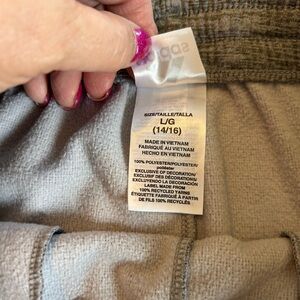 SIZE/TAILLE/TALLA
L/G
(14/16)
MADE IN VIETNAM
FABRIQUÉ AU VIETNAM
HECHO EN VIETNAM
100% POLYESTER/POLYESTER/
poliéster
EXCLUSIVE OF DECORATION/
EXCLUSIF DES DÉCORATIONS/
EXCLUYENDO LA DECORACIÓN
LABEL MADE FROM
100% RECYCLED YARNS
ÉTIQUETTE FABRIQUÉE À PARTIR
DE FILS 100% RECYCLÉS